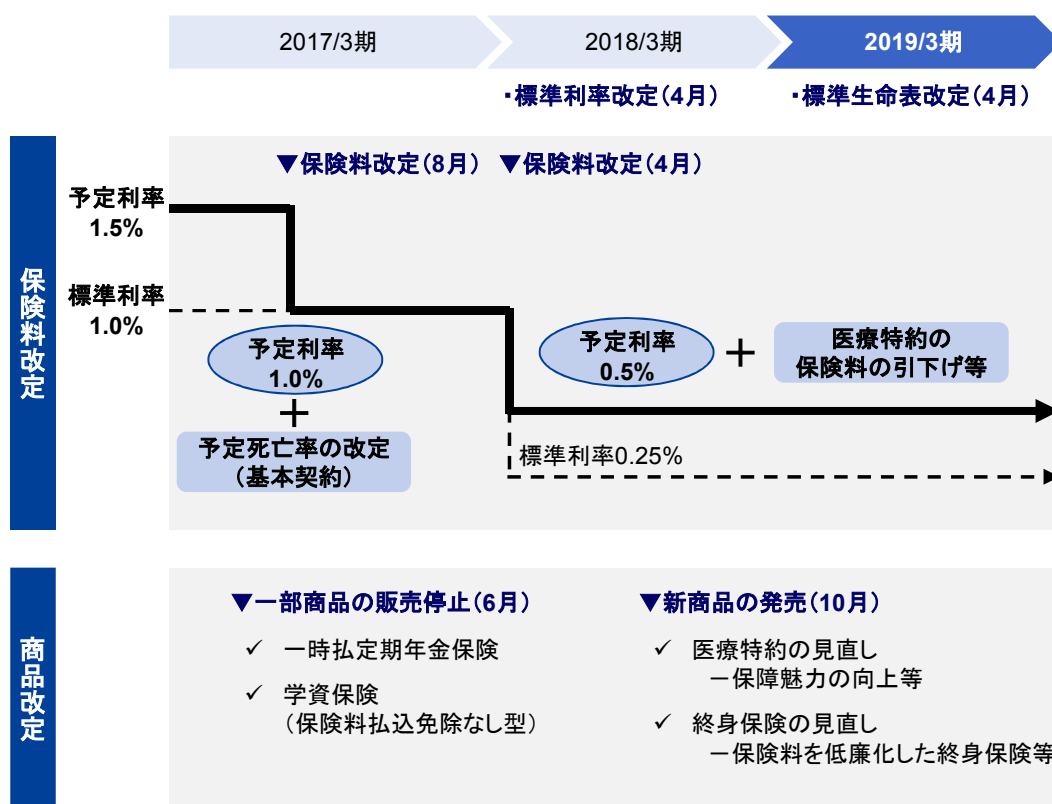 2017/3期
2018/3期
2019/3期
・標準利率改定(4月)
・標準生命表改定(4月)
保険料改定
▼保険料改定(8月)
▼保険料改定(4月)
予定利率
1.5%
標準利率
1.0%
予定利率
1.0%
+
予定死亡率の改定
(基本契約)
予定利率
0.5%
+
医療特約の
保険料の引下げ等
標準利率0.25%
商品改定
▼一部商品の販売停止(6月)
✓ 一時払定期年金保険
✓ 学資保険
(保険料払込免除なし型)
▼新商品の発売(10月)
✓ 医療特約の見直し
-保障魅力の向上等
✓ 終身保険の見直し
-保険料を低廉化した終身保険等